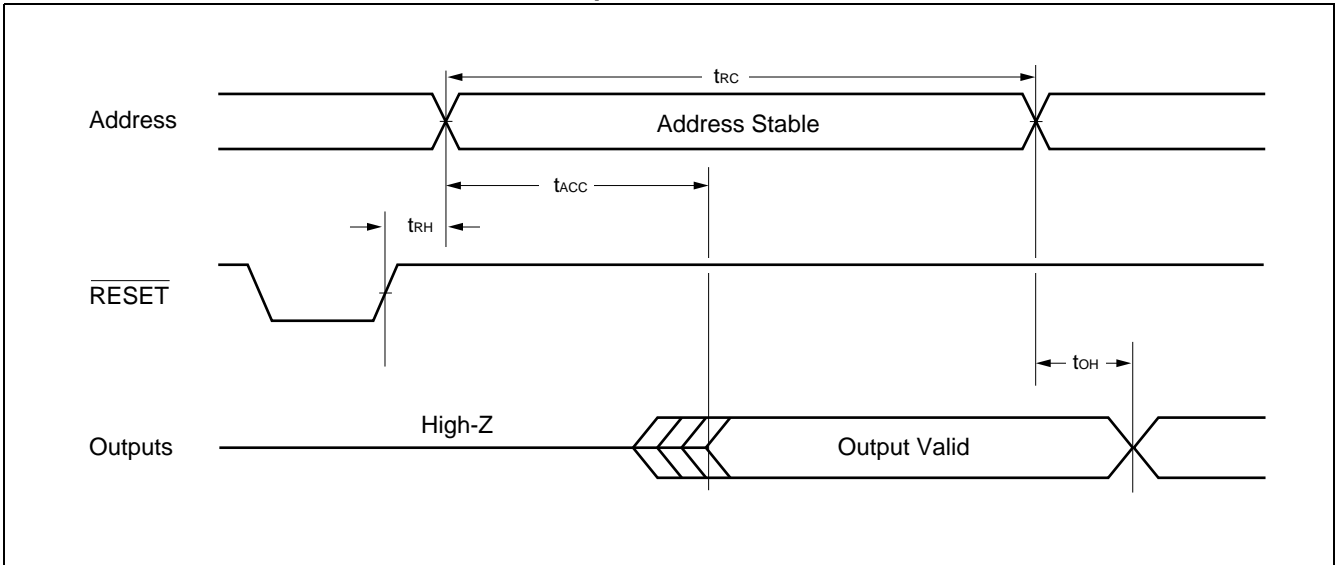 tRC
Address
Address Stable
tACC
tRH
RESET
tOH
High-Z
Outputs
Output Valid